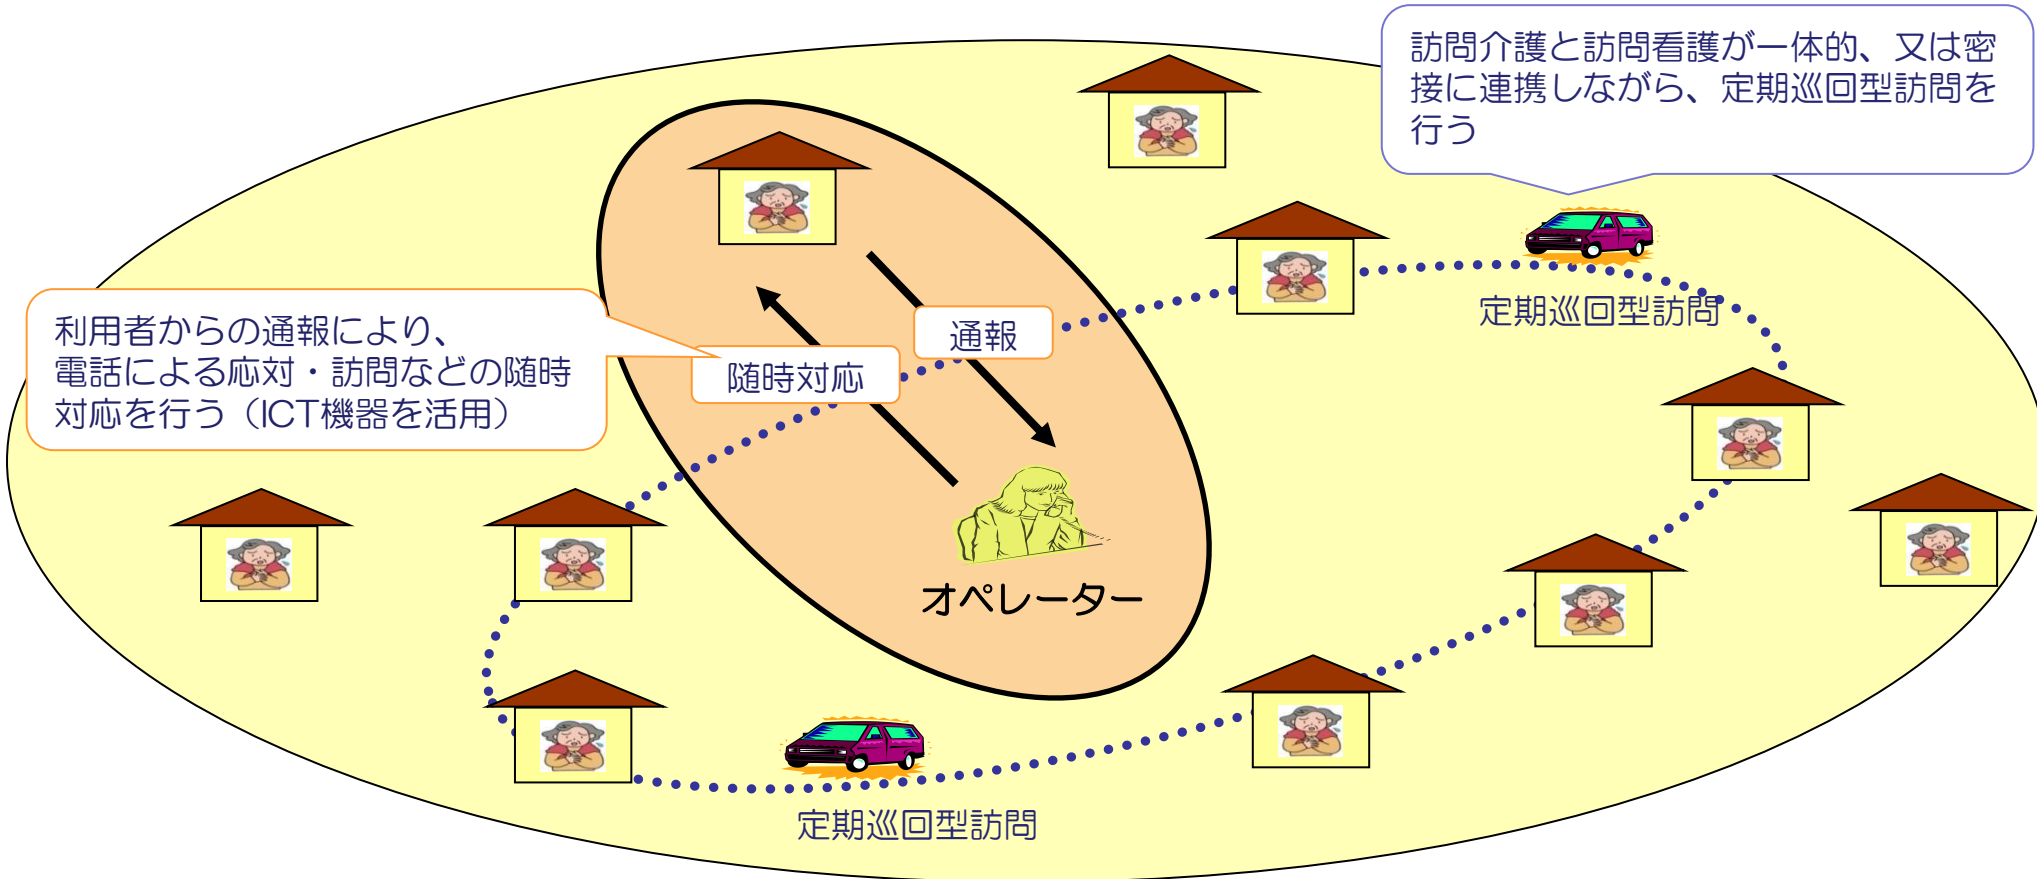 訪問介護と訪問看護が一体的、又は密
接に連携しながら、定期巡回型訪問を
行う
定期巡回型訪問
利用者からの通報により、
電話による応対・訪問などの随時
対応を行う（ICT機器を活用）
通報
随時対応
オペレーター
定期巡回型訪問